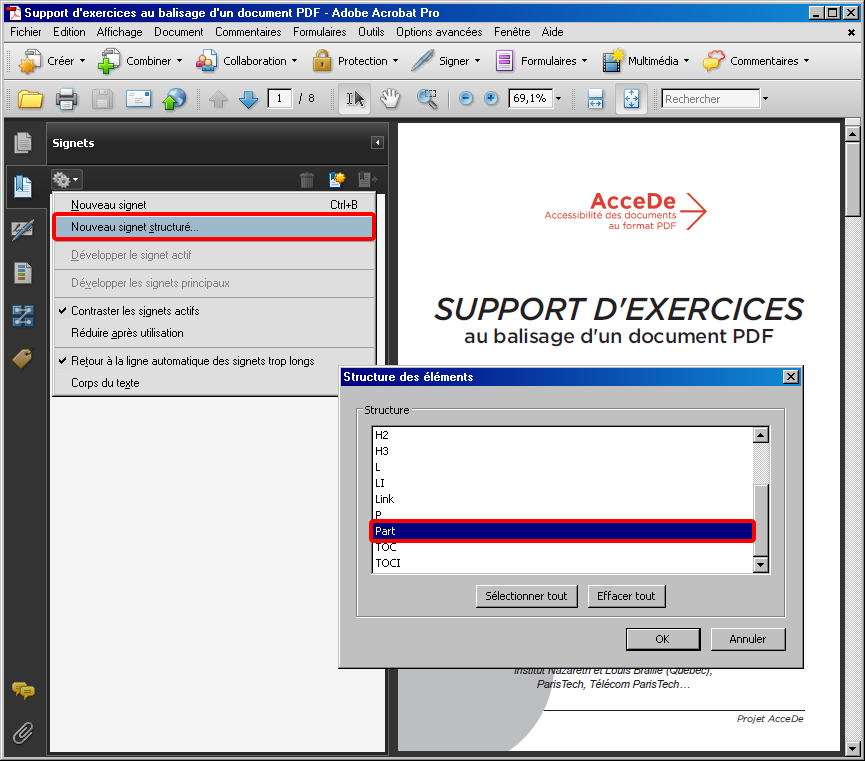 Support d'exercices au balisage d'un document PDF - Adobe Acrobat Pro
Fichier Edition Affichage Document Commentaires Formulaires Outils Options avancées Fenêtre Aide
Créer Combiner Collaboration Protection Signer Formulaires Multimédia Commentaires
1 / 8 69,1% Rechercher
Signets
Nouveau signet Ctrl+B
Nouveau signet structuré...
Développer le signet actif
Développer les signets principaux
Contraster les signets actifs
Réduire après utilisation
Retour à la ligne automatique des signets trop longs
Corps du texte
AcceDe
Accessibilité des documents
au format PDF
SUPPORT D'EXERCICES
au balisage d'un document PDF
Structure des éléments
Structure
H2
H3
L
LI
Link
P
Part
TOC
TOCI
Sélectionner tout Effacer tout
OK Annuler
Institut Nazareth et Louis Braille (Québec),
ParisTech, Télécom ParisTech...
Projet AcceDe